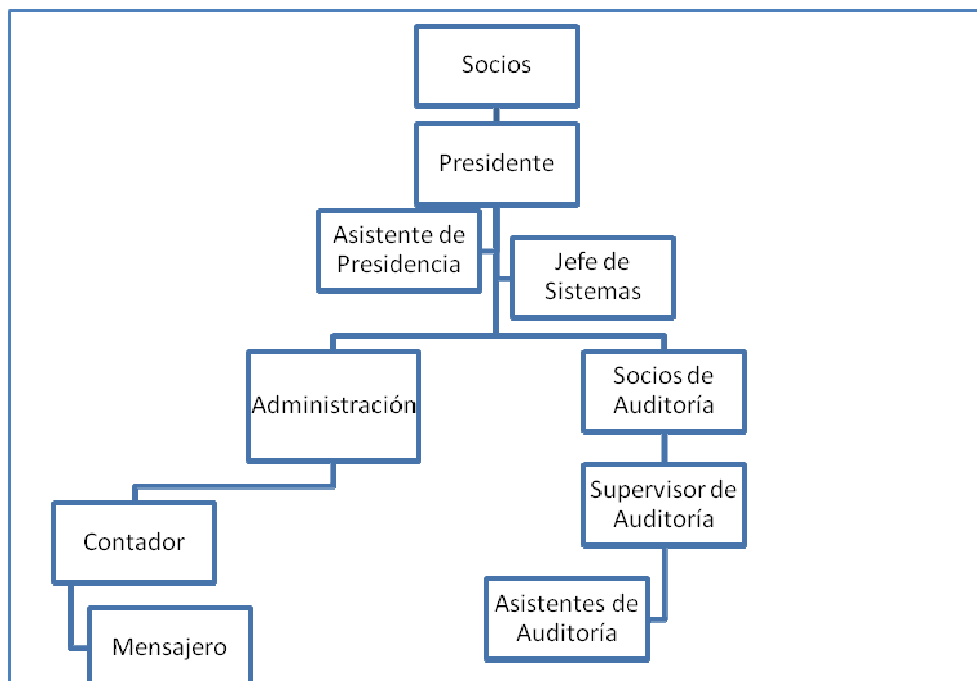 Socios
Presidente
Asistente de
Presidencia
Jefe de
Sistemas
Administración
Socios de
Auditoría
Supervisor de
Auditoría
Contador
Asistentes de
Auditoría
Mensajero